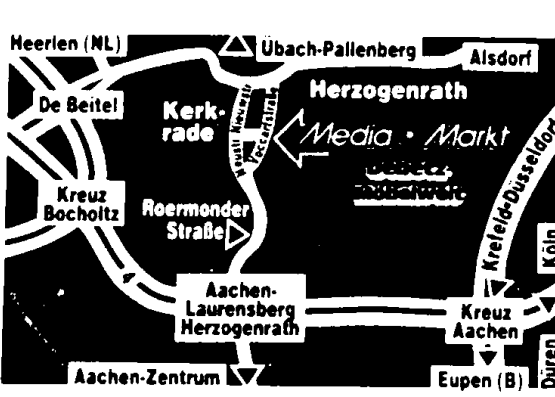 Heerlen (NL)
Übach-Pallenberg
Alsdorf
De Beitel
Herzogenrath
Kerk-
rade
Media • Markt
Kreuz
Bocholtz
Roermonder
Straße
Krefeld-Düsseldorf
Köln
4
Aachen-
Laurensberg
Herzogenrath
Kreuz
Aachen
Düren
Aachen-Zentrum
Eupen (B)